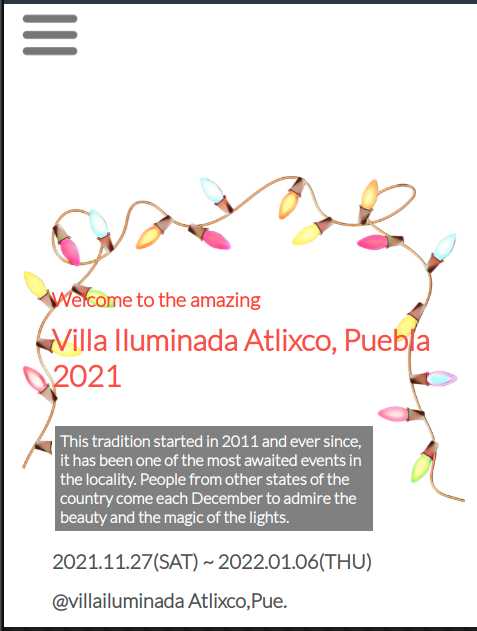 Welcome to the amazing
Villa Iluminada Atlixco, Puebla
2021
This tradition started in 2011 and ever since,
it has been one of the most awaited events in
the locality. People from other states of the
country come each December to admire the
beauty and the magic of the lights.
2021.11.27(SAT) ~ 2022.01.06(THU)
@villailuminada Atlixco,Pue.